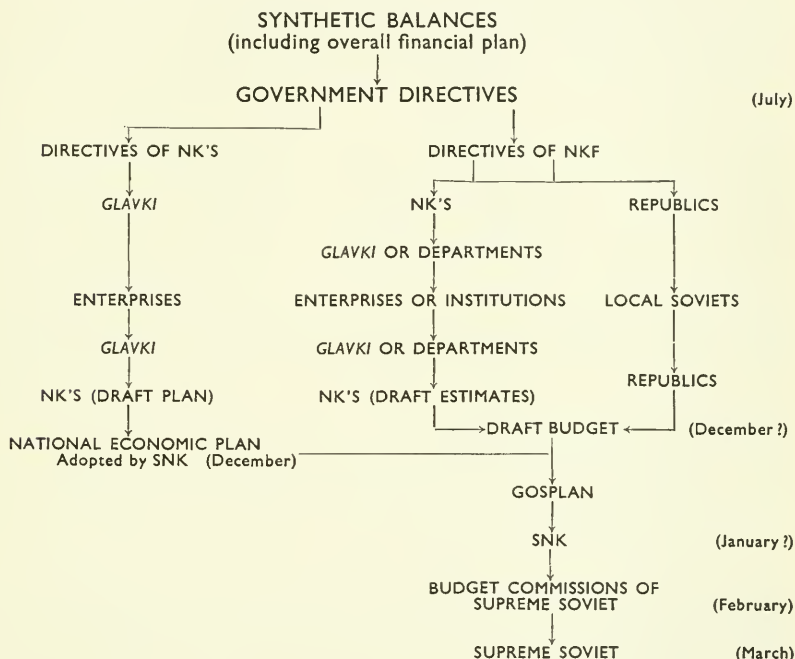 SYNTHETIC BALANCES
(including overall financial plan)
GOVERNMENT DIRECTIVES (July)
DIRECTIVES OF NK'S DIRECTIVES OF NKF
GLAVKI NK'S REPUBLICS
GLAVKI OR DEPARTMENTS
ENTERPRISES ENTERPRISES OR INSTITUTIONS LOCAL SOVIETS
GLAVKI GLAVKI OR DEPARTMENTS
REPUBLICS
NK'S (DRAFT PLAN) NK'S (DRAFT ESTIMATES)
DRAFT BUDGET (December?)
NATIONAL ECONOMIC PLAN
Adopted by SNK (December)
GOSPLAN
SNK (January?)
BUDGET COMMISSIONS OF
SUPREME SOVIET (February)
SUPREME SOVIET (March)